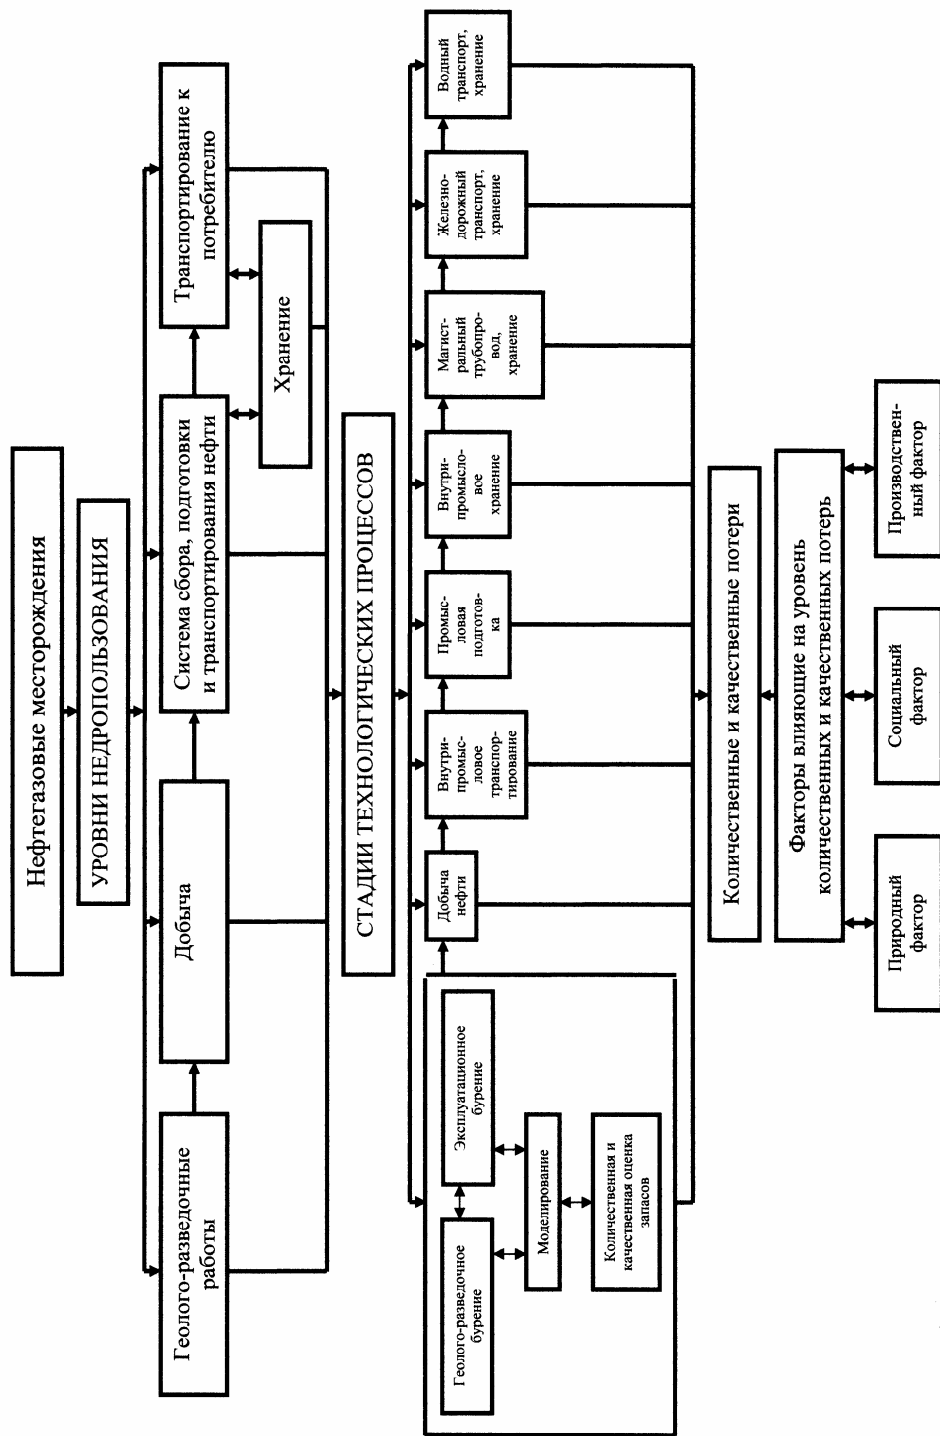 Нефтегазовые месторождения
УРОВНИ НЕДРОПОЛЬЗОВАНИЯ
Геолого-разведочные
работы
Добыча
Система сбора, подготовки
и транспортирования нефти
Транспортирование к
потребителю
Хранение
СТАДИИ ТЕХНОЛОГИЧЕСКИХ ПРОЦЕССОВ
Геолого-разведочное
бурение
Эксплуатационное
бурение
Моделирование
Количественная и
качественная оценка
запасов
Добыча
нефти
Внутри-
промыс-
ловое
транспор-
тирование
Промыс-
ловая
подготов-
ка
Внутри-
промысло-
вое
хранение
Магист-
ральный
трубопро-
вод,
хранение
Железно-
дорожный
транспорт,
хранение
Водный
транспорт,
хранение
Количественные и качественные потери
Факторы влияющие на уровень
количественных и качественных потерь
Природный
фактор
Социальный
фактор
Производствен-
ный фактор